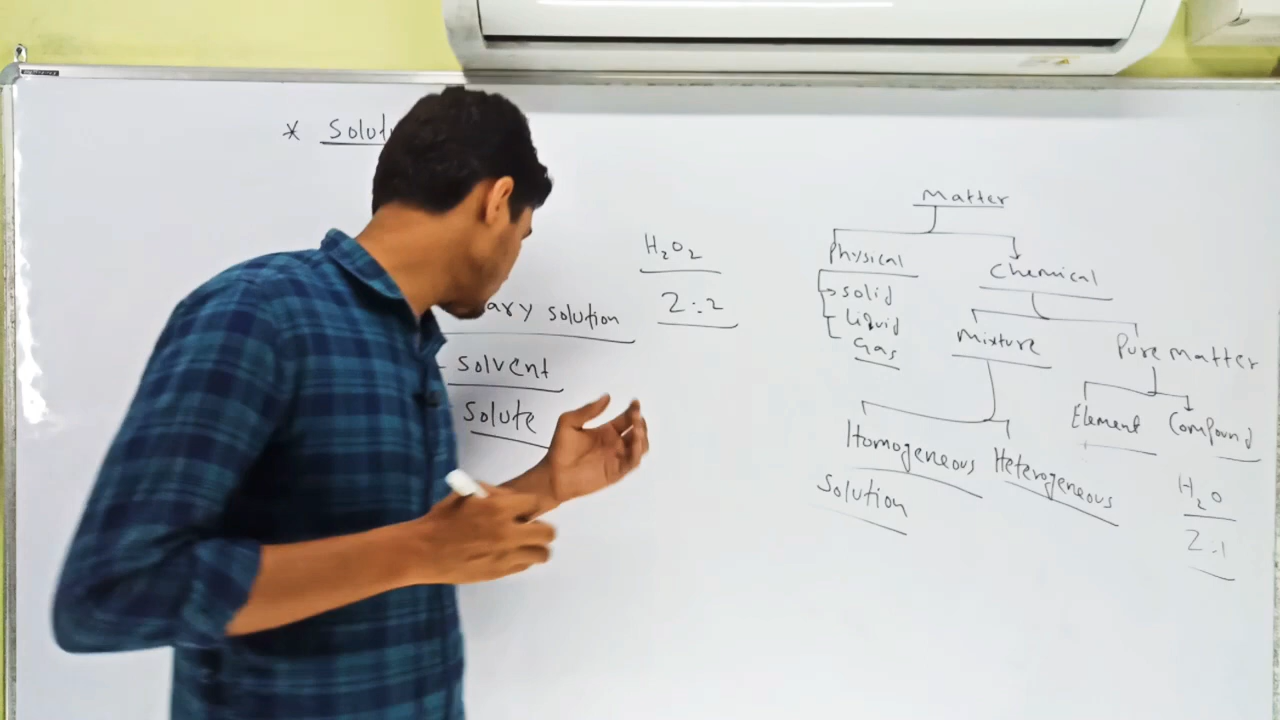 * Solut
H₂O₂
2:2
ary solution
solvent
solute
Matter
Physical
Chemical
solid
liquid
Gas
Mixture
Pure matter
Homogeneous
Heterogeneous
Element
Compound
Solution
H₂O
2:1